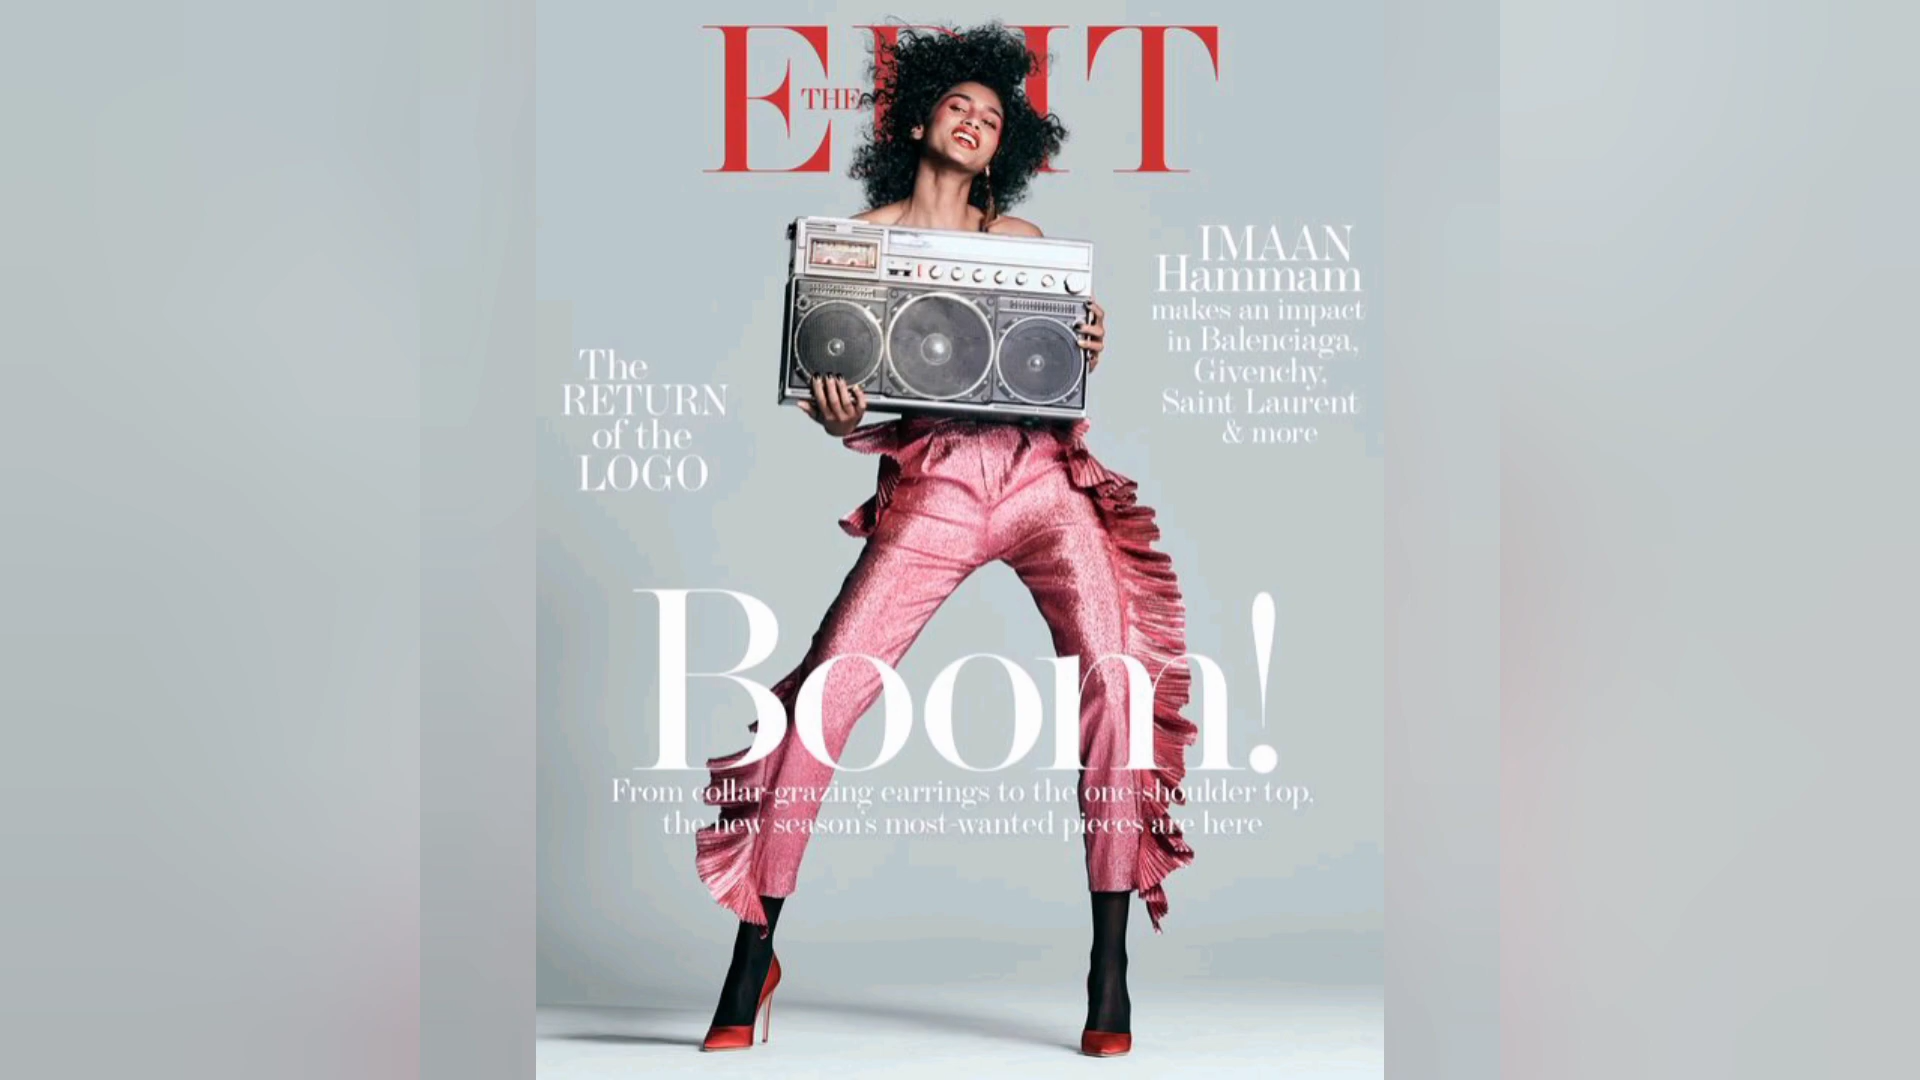 THE EDIT
IMAAN
Hammam
makes an impact
in Balenciaga,
Givenchy,
Saint Laurent
& more
The
RETURN
of the
LOGO
Boom!
From collar-grazing earrings to the one-shoulder top,
the new season's most-wanted pieces are here